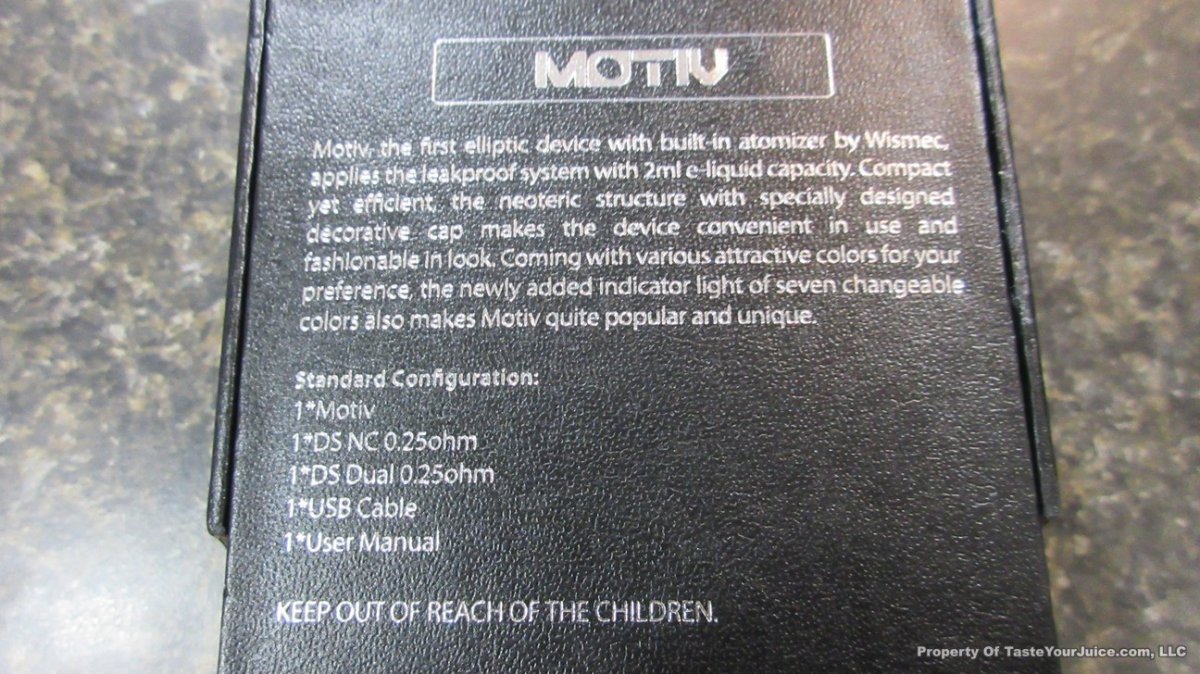 MOTIV
Motiv, the first elliptic device with built-in atomizer by Wismec,
applies the leakproof system with 2ml e-liquid capacity. Compact
yet efficient, the neoteric structure with specially designed
decorative cap makes the device convenient in use and
fashionable in look. Coming with various attractive colors for your
preference, the newly added indicator light of seven changeable
colors also makes Motiv quite popular and unique.
Standard Configuration:
1*Motiv
1*DS NC 0.25ohm
1*DS Dual 0.25ohm
1*USB Cable
1*User Manual
KEEP OUT OF REACH OF THE CHILDREN.
Property Of TasteYourJuice.com, LLC